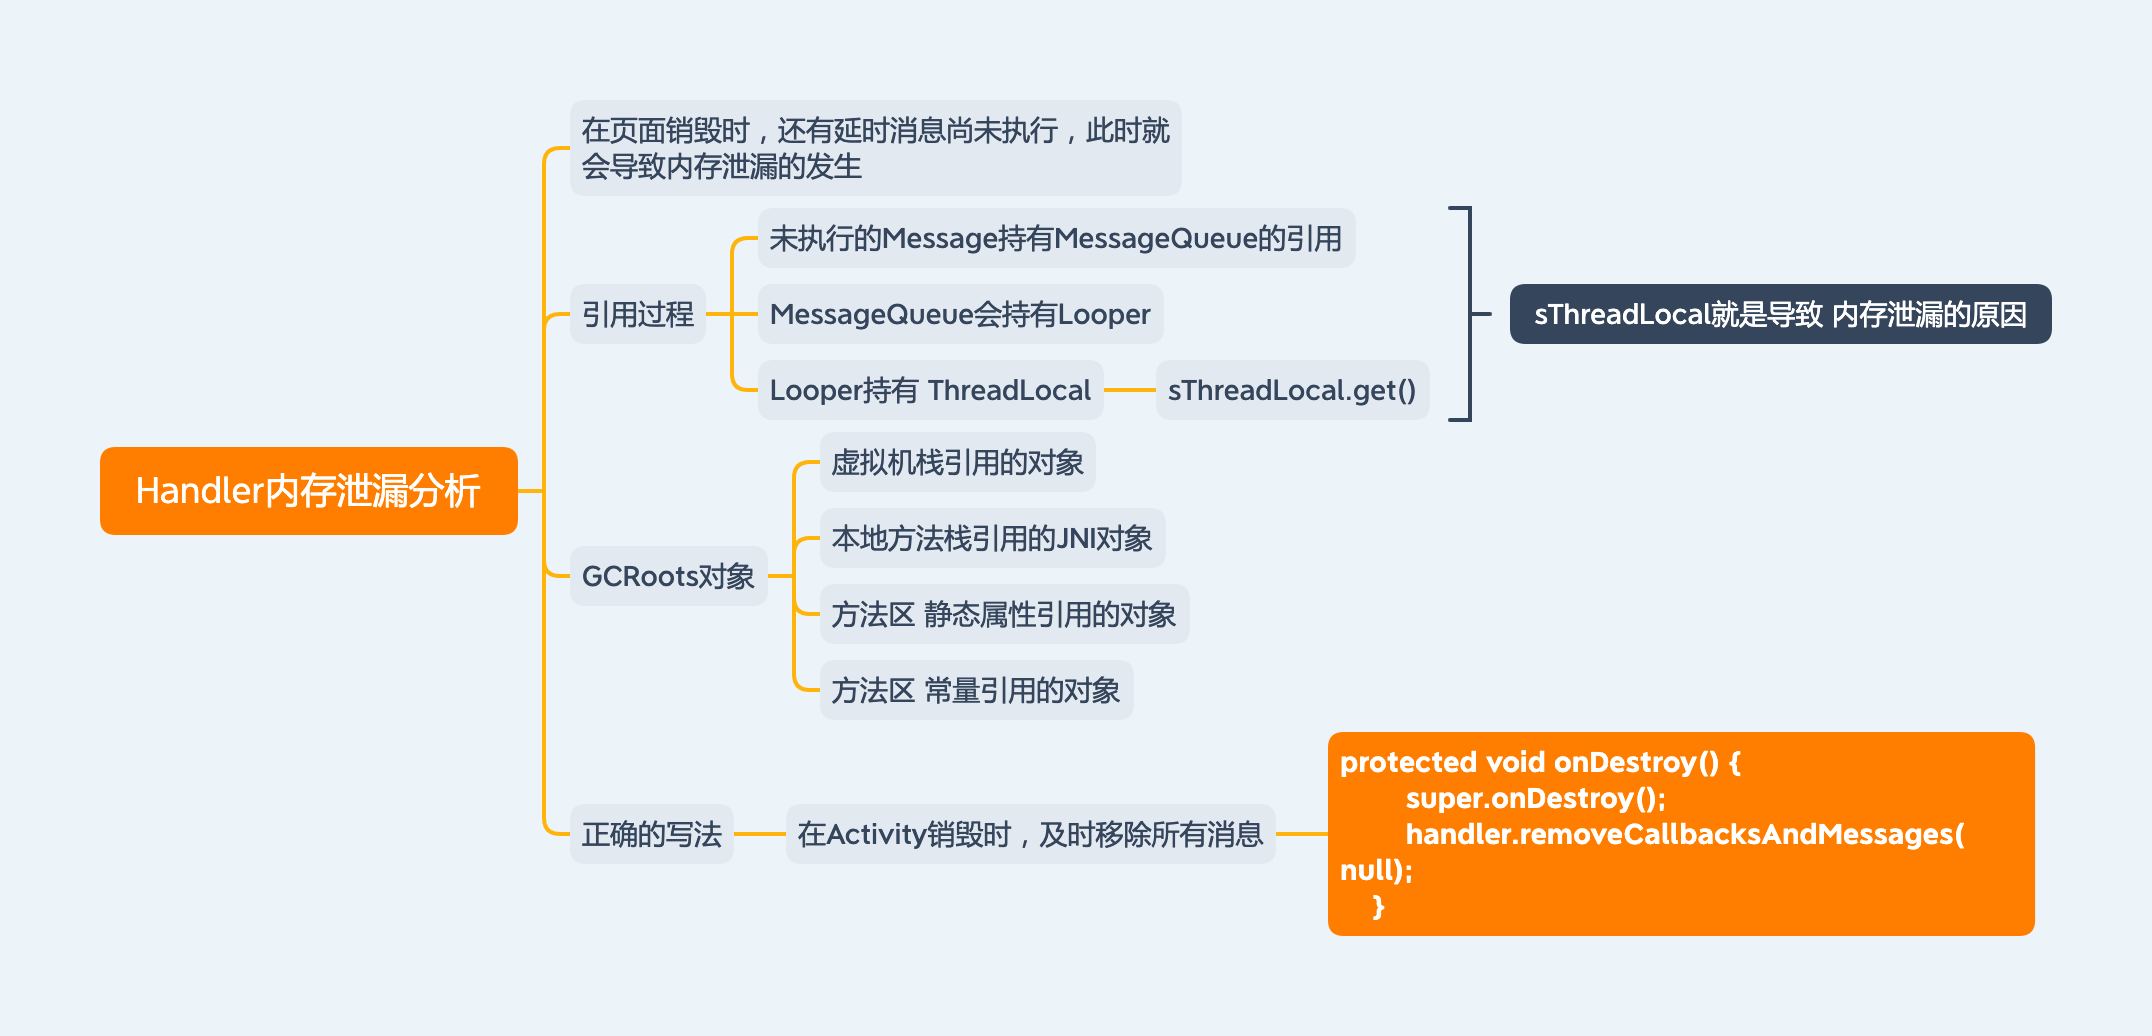 Handler内存泄漏分析
在页面销毁时，还有延时消息尚未执行，此时就
会导致内存泄漏的发生
引用过程
未执行的Message持有MessageQueue的引用
MessageQueue会持有Looper
Looper持有 ThreadLocal
sThreadLocal.get()
sThreadLocal就是导致 内存泄漏的原因
GCRoots对象
虚拟机栈引用的对象
本地方法栈引用的JNI对象
方法区 静态属性引用的对象
方法区 常量引用的对象
正确的写法
在Activity销毁时，及时移除所有消息
protected void onDestroy() {
super.onDestroy();
handler.removeCallbacksAndMessages(
null);
}